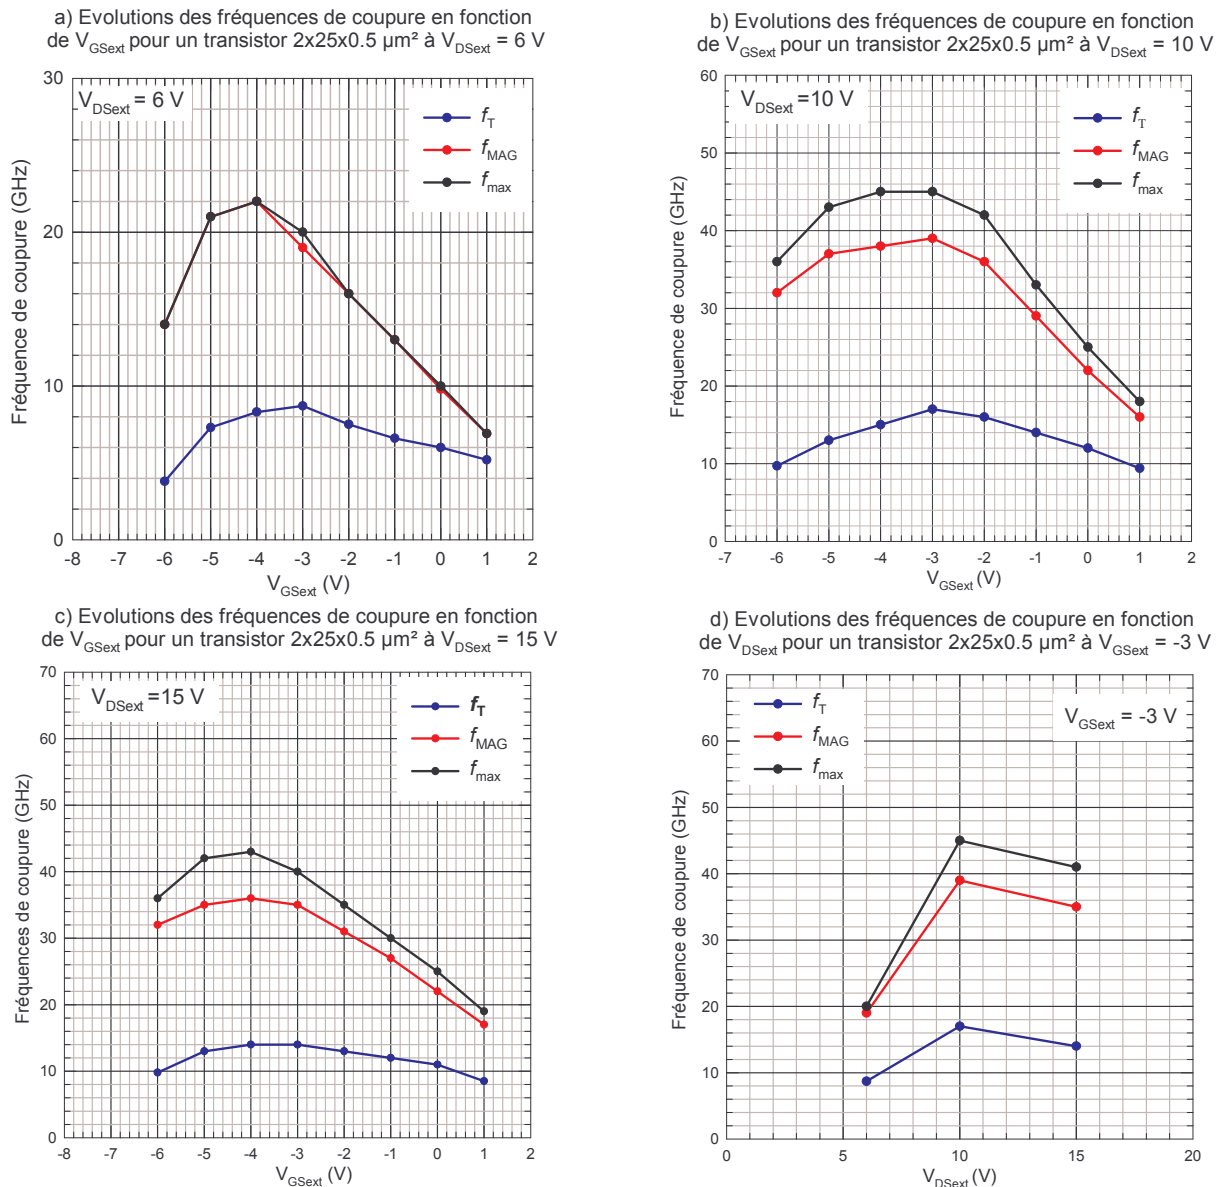 a) Evolutions des fréquences de coupure en fonction
de VGSext pour un transistor 2x25x0.5 µm² à VDSext = 6 V
VDSext = 6 V
fT
fMAG
fmax
Fréquence de coupure (GHz)
30
20
10
0
-8 -7 -6 -5 -4 -3 -2 -1 0 1 2
VGSext (V)
b) Evolutions des fréquences de coupure en fonction
de VGSext pour un transistor 2x25x0.5 µm² à VDSext = 10 V
VDSext =10 V
fT
fMAG
fmax
Fréquence de coupure (GHz)
60
50
40
30
20
10
0
-7 -6 -5 -4 -3 -2 -1 0 1 2
VGSext (V)
c) Evolutions des fréquences de coupure en fonction
de VGSext pour un transistor 2x25x0.5 µm² à VDSext = 15 V
VDSext =15 V
fT
fMAG
fmax
Fréquences de coupure (GHz)
70
60
50
40
30
20
10
0
-8 -7 -6 -5 -4 -3 -2 -1 0 1 2
VGSext (V)
d) Evolutions des fréquences de coupure en fonction
de VDSext pour un transistor 2x25x0.5 µm² à VGSext = -3 V
fT
fMAG
fmax
VGSext = -3 V
Fréquence de coupure (GHz)
70
60
50
40
30
20
10
0
0 5 10 15 20
VDSext (V)